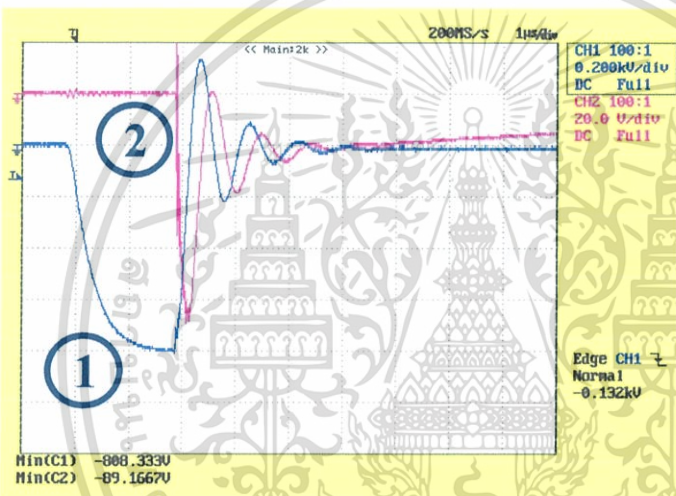 200MS/s 1µs/div
<< Main:2k >>
CH1 100:1
0.200kV/div
DC Full
CH2 100:1
20.0 V/div
DC Full
2
1
Edge CH1
Normal
-0.132kV
Min(C1) -808.333V
Min(C2) -89.1667V